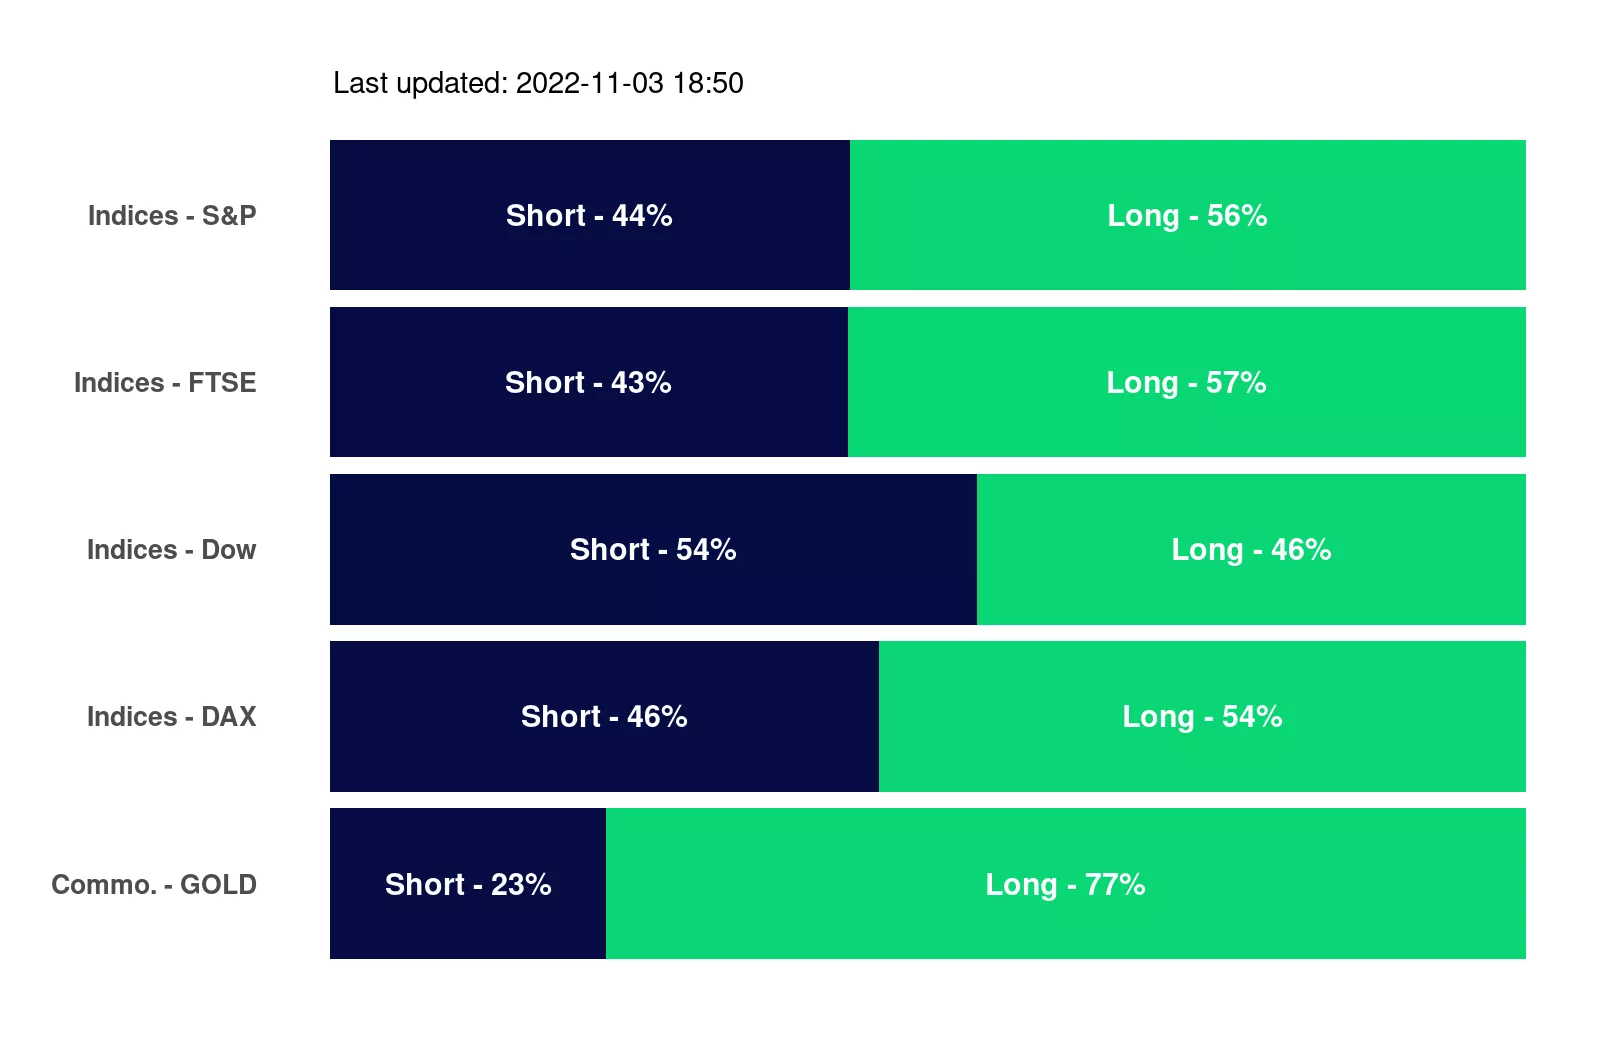 Last updated: 2022-11-03 18:50
Indices - S&P Short - 44% Long - 56%
Indices - FTSE Short - 43% Long - 57%
Indices - Dow Short - 54% Long - 46%
Indices - DAX Short - 46% Long - 54%
Commo. - GOLD Short - 23% Long - 77%